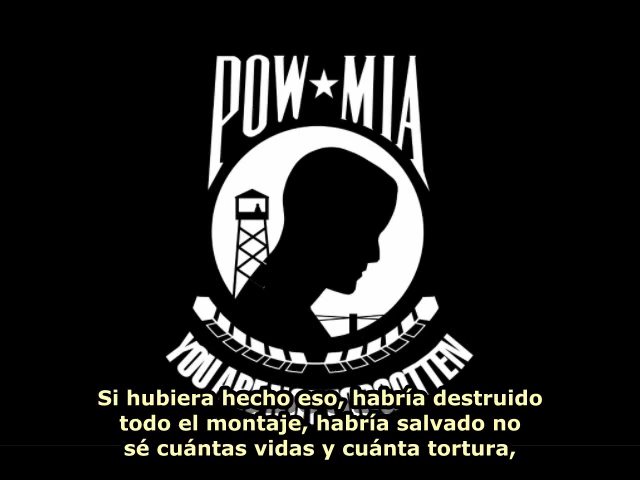 POW★MIA
YOU ARE NOT FORGOTTEN
Si hubiera hecho eso, habría destruido
todo el montaje, habría salvado no
sé cuántas vidas y cuánta tortura,